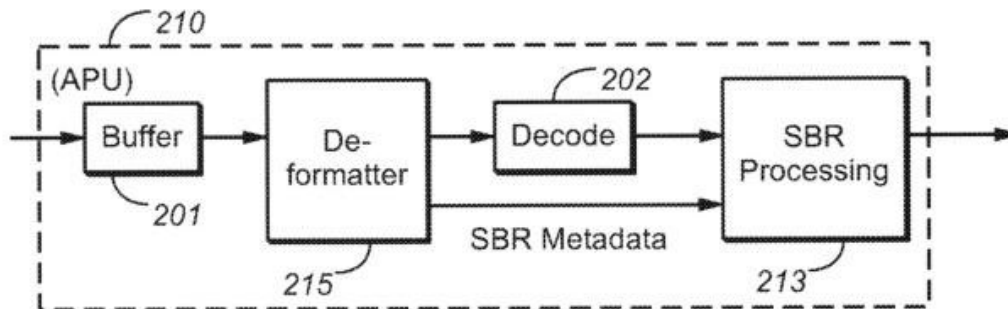 210
(APU)
202
Buffer
De-
formatter
Decode
SBR
Processing
201
SBR Metadata
215
213